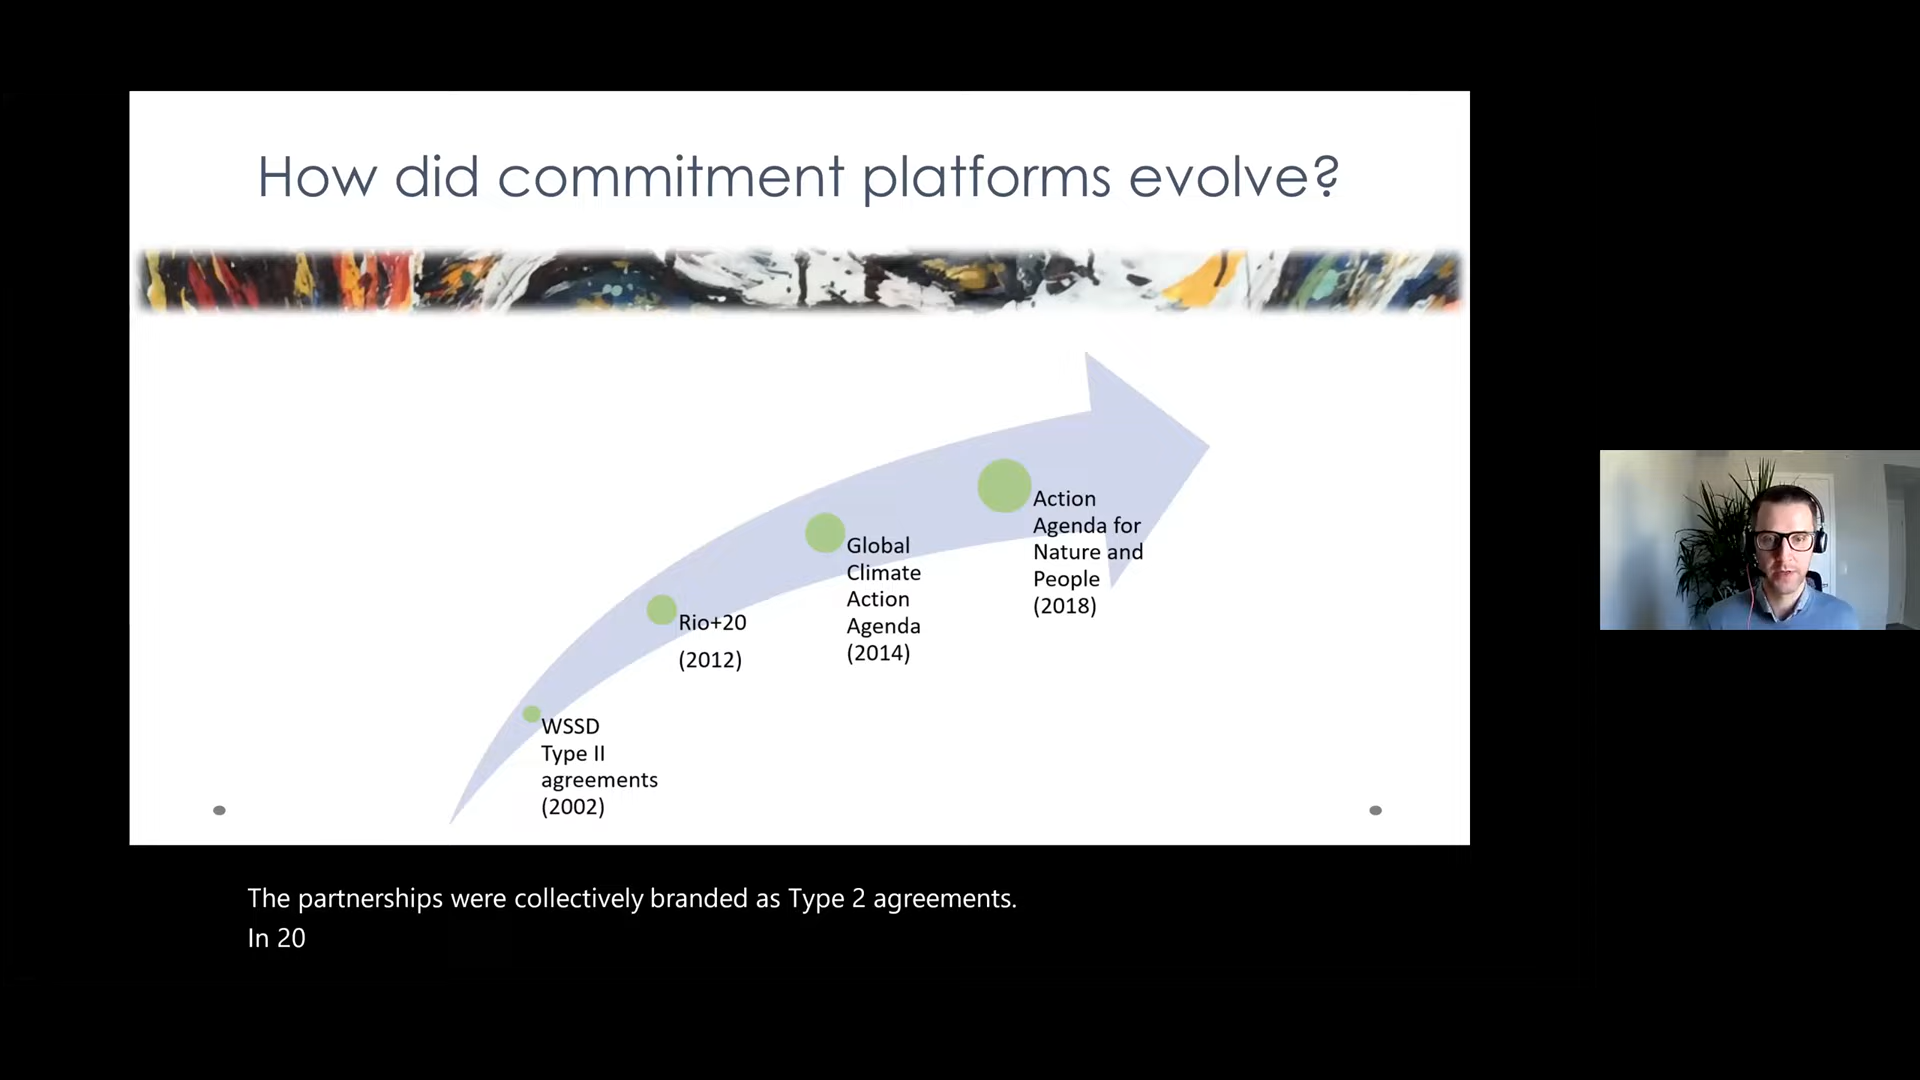 How did commitment platforms evolve?
Action
Agenda for
Nature and
People
(2018)
Global
Climate
Action
Agenda
(2014)
Rio+20
(2012)
WSSD
Type II
agreements
(2002)
The partnerships were collectively branded as Type 2 agreements.
In 20